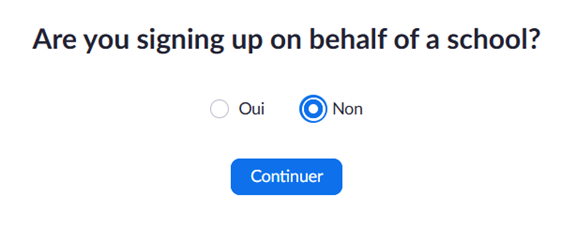 Are you signing up on behalf of a school?
Oui Non
Continuer